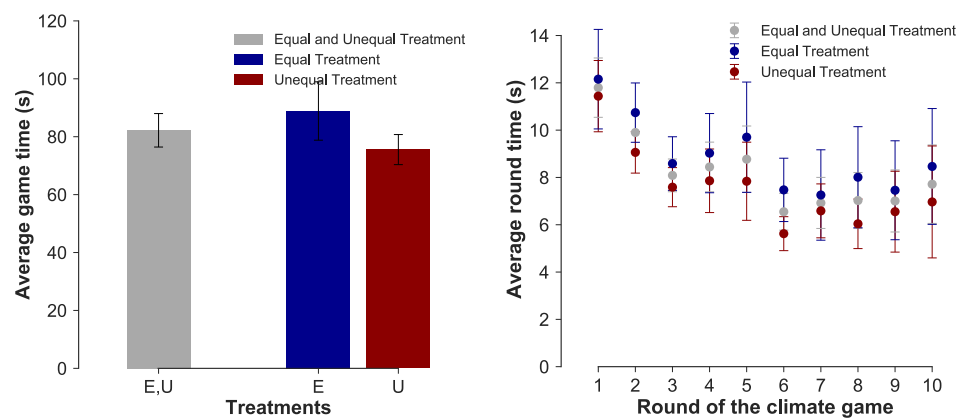 120
100
80
60
40
20
0
Average game time (s)
Equal and Unequal Treatment
Equal Treatment
Unequal Treatment
E,U
E
U
Treatments
14
12
10
8
6
4
2
0
Average round time (s)
Equal and Unequal Treatment
Equal Treatment
Unequal Treatment
1 2 3 4 5 6 7 8 9 10
Round of the climate game